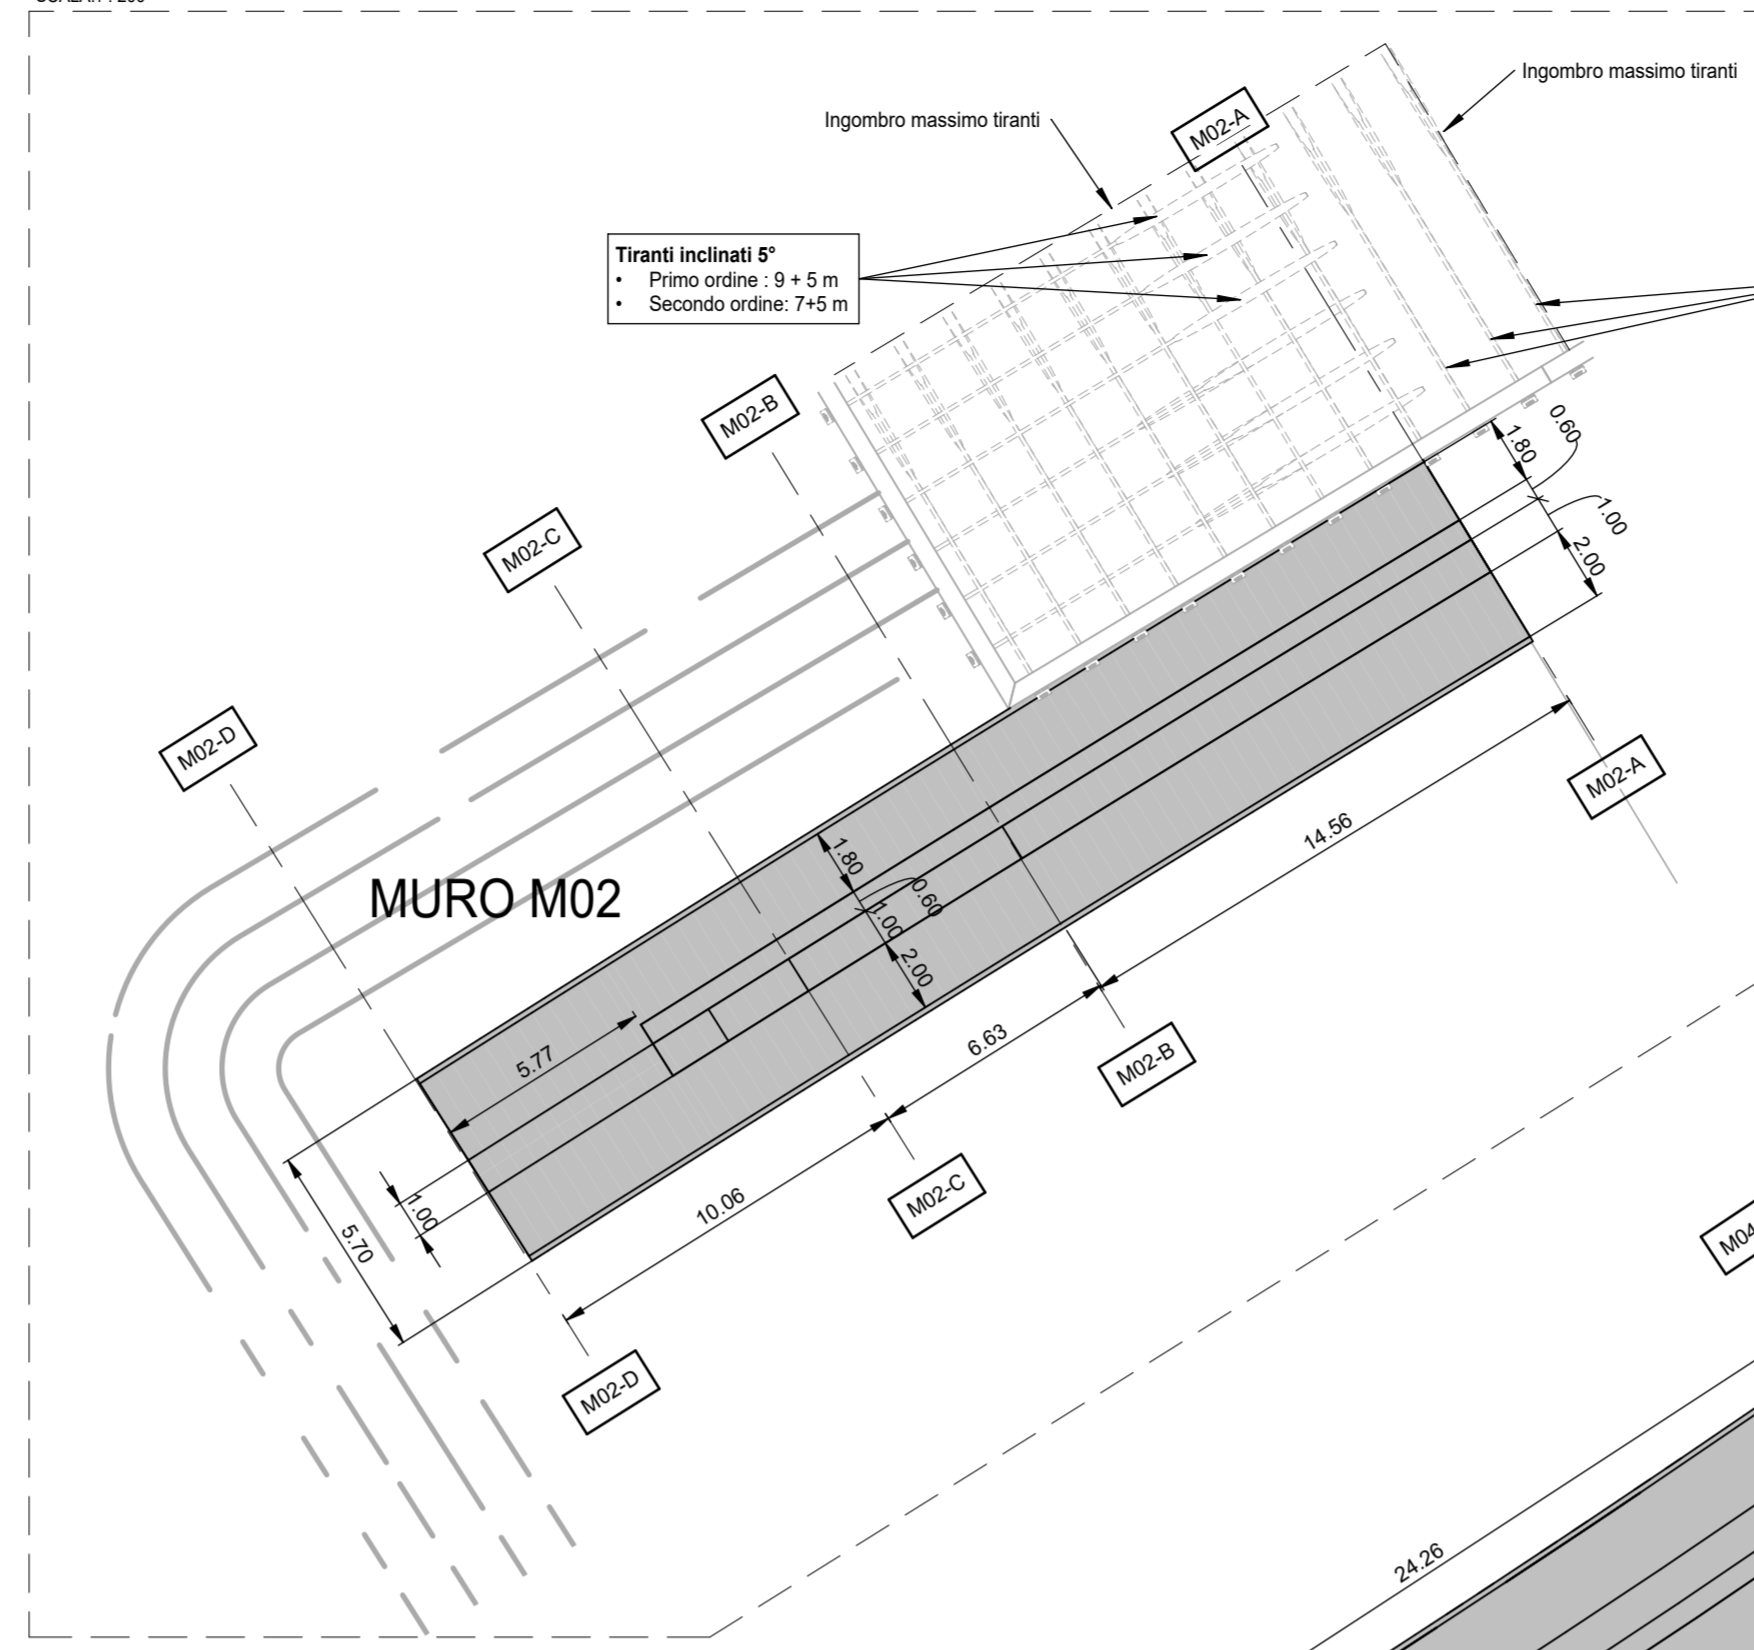 Ingombro massimo tiranti
Ingombro massimo tiranti
M02-A
Tiranti inclinati 5°
• Primo ordine : 9 + 5 m
• Secondo ordine: 7+5 m
M02-B
0.60
1.80
1.00
2.00
M02-C
M02-D
M02-A
14.56
MURO M02
1.80
0.60
1.00
2.00
6.63
5.77
M02-B
10.06
M02-C
1.00
5.70
M02-D
24.26